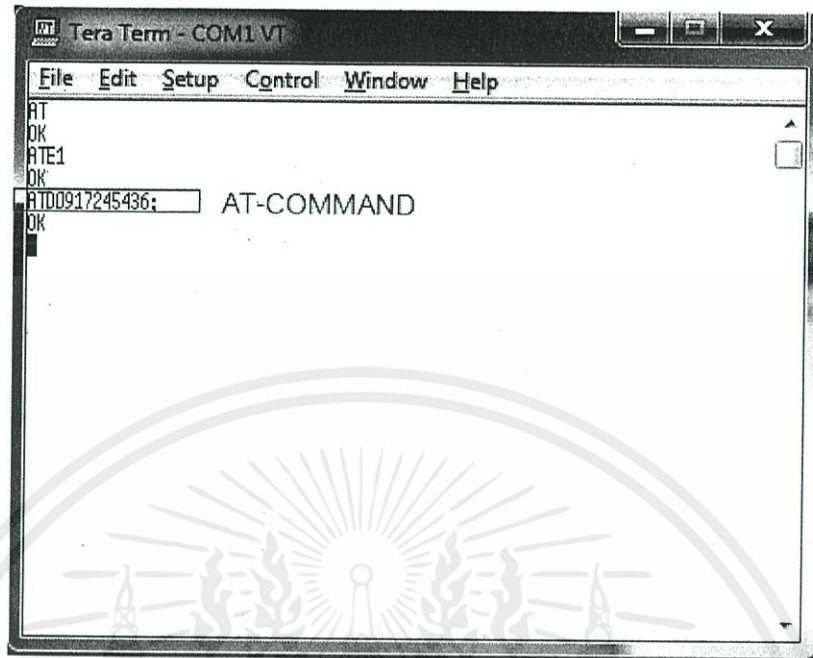 Tera Term - COM1 VT
File Edit Setup Control Window Help
AT
OK
ATE1
OK
ATD0917245436; AT-COMMAND
OK